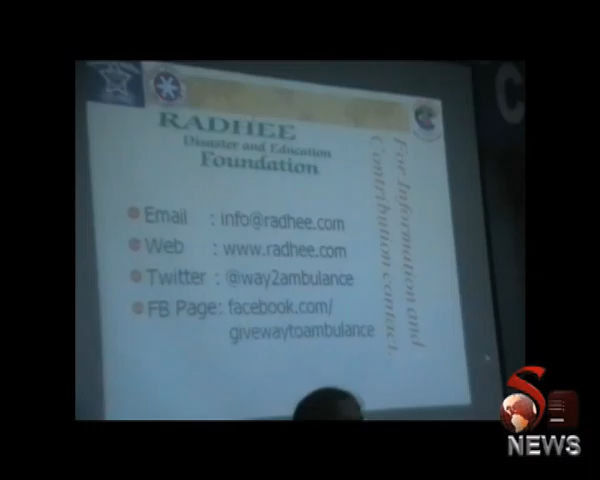 RADHEE
Disaster and Education
Foundation
For Information and
Contribution contact.
Email : info@radhee.com
Web : www.radhee.com
Twitter : @way2ambulance
FB Page: facebook.com/
givewaytoambulance
C
S
NEWS